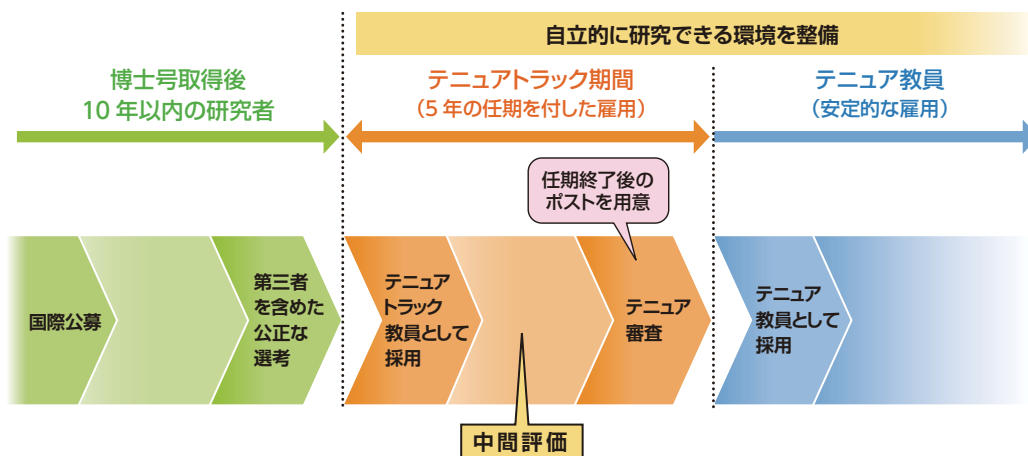 自立的に研究できる環境を整備
博士号取得後
10年以内の研究者
テニュアトラック期間
（5年の任期を付した雇用）
テニュア教員
（安定的な雇用）
任期終了後の
ポストを用意
国際公募
第三者
を含めた
公正な
選考
テニュア
トラック
教員として
採用
テニュア
審査
テニュア
教員として
採用
中間評価